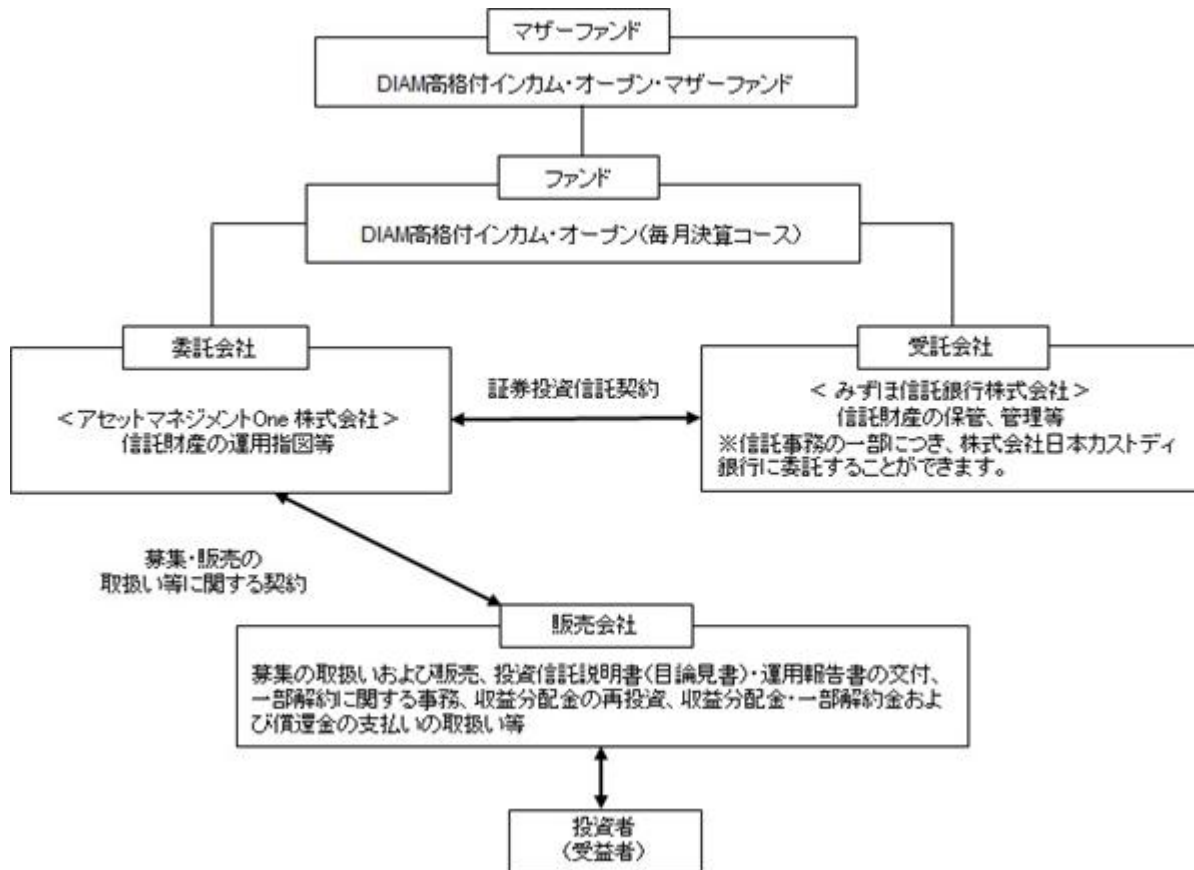 マザーファンド
DIAM高格付インカム・オープン・マザーファンド
ファンド
DIAM高格付インカム・オープン(毎月決算コース)
委託会社
<アセットマネジメントOne 株式会社>
信託財産の運用指図等
証券投資信託契約
受託会社
< みずほ信託銀行株式会社 >
信託財産の保管、管理等
※信託事務の一部につき、株式会社日本カストディ
銀行に委託することができます。
募集・販売の
取扱い等に関する契約
販売会社
募集の取扱いおよび販売、投資信託説明書(目論見書)・運用報告書の交付、
一部解約に関する事務、収益分配金の再投資、収益分配金・一部解約金およ
び償還金の支払いの取扱い等
投資者
(受益者)